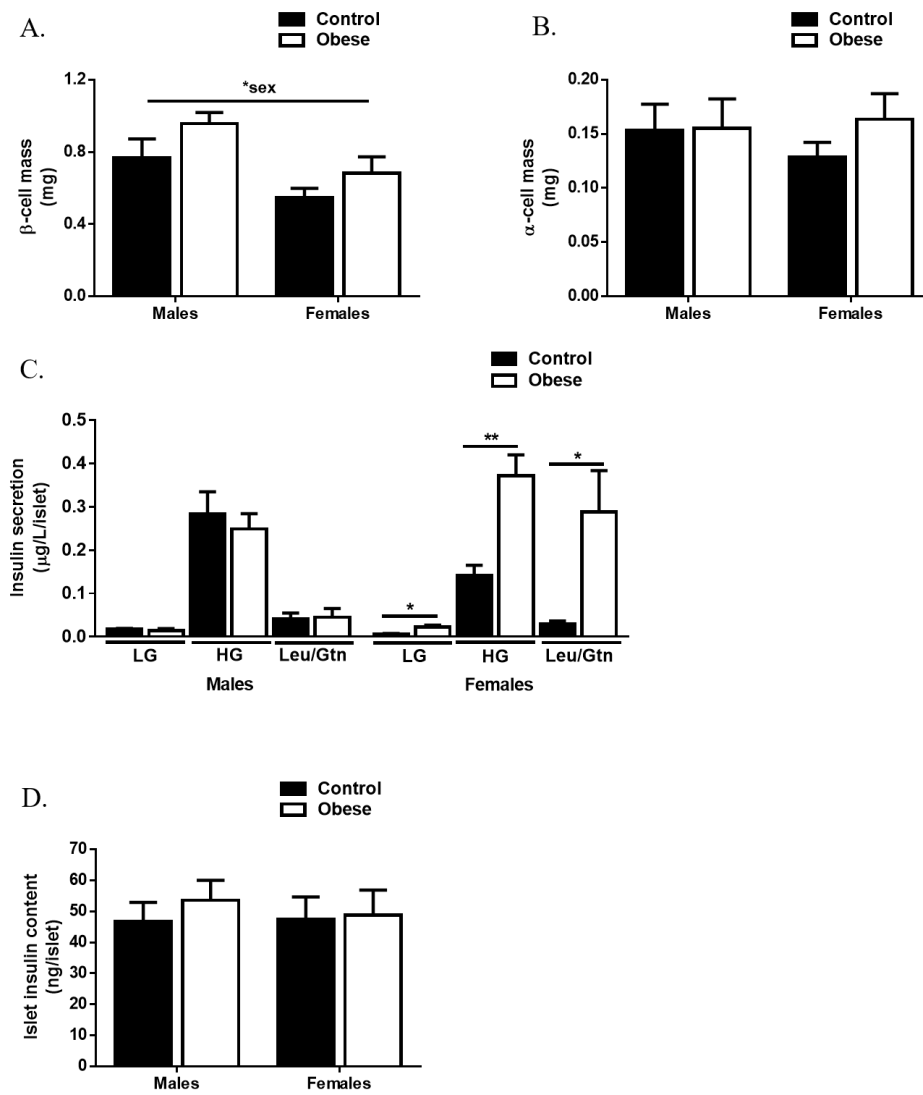 A.
Control
Obese
1.2
0.8
0.4
0.0
β-cell mass
(mg)
*sex
Males
Females
B.
Control
Obese
0.20
0.15
0.10
0.05
0.00
α-cell mass
(mg)
Males
Females
C.
Control
Obese
0.5
0.4
0.3
0.2
0.1
0.0
Insulin secretion
(µg/L/islet)
*
**
*
LG
HG
Leu/Gtn
LG
HG
Leu/Gtn
Males
Females
D.
Control
Obese
70
60
50
40
30
20
10
0
Islet insulin content
(ng/islet)
Males
Females